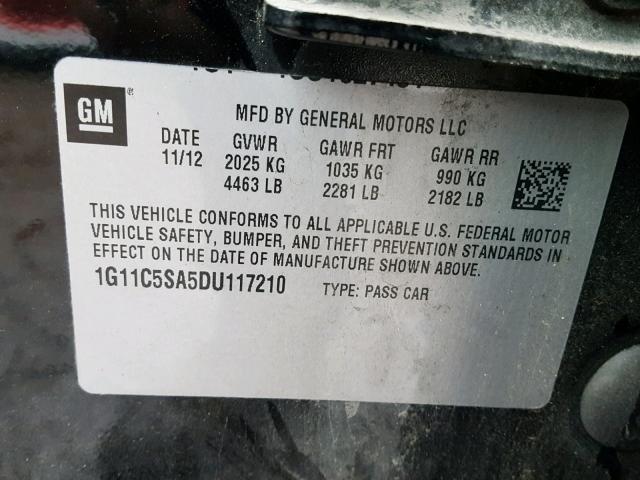 GM ®
MFD BY GENERAL MOTORS LLC
DATE GVWR GAWR FRT GAWR RR
11/12 2025 KG 1035 KG 990 KG
4463 LB 2281 LB 2182 LB
THIS VEHICLE CONFORMS TO ALL APPLICABLE U.S. FEDERAL MOTOR
VEHICLE SAFETY, BUMPER, AND THEFT PREVENTION STANDARDS IN
EFFECT ON THE DATE OF MANUFACTURE SHOWN ABOVE.
1G11C5SA5DU117210 TYPE: PASS CAR